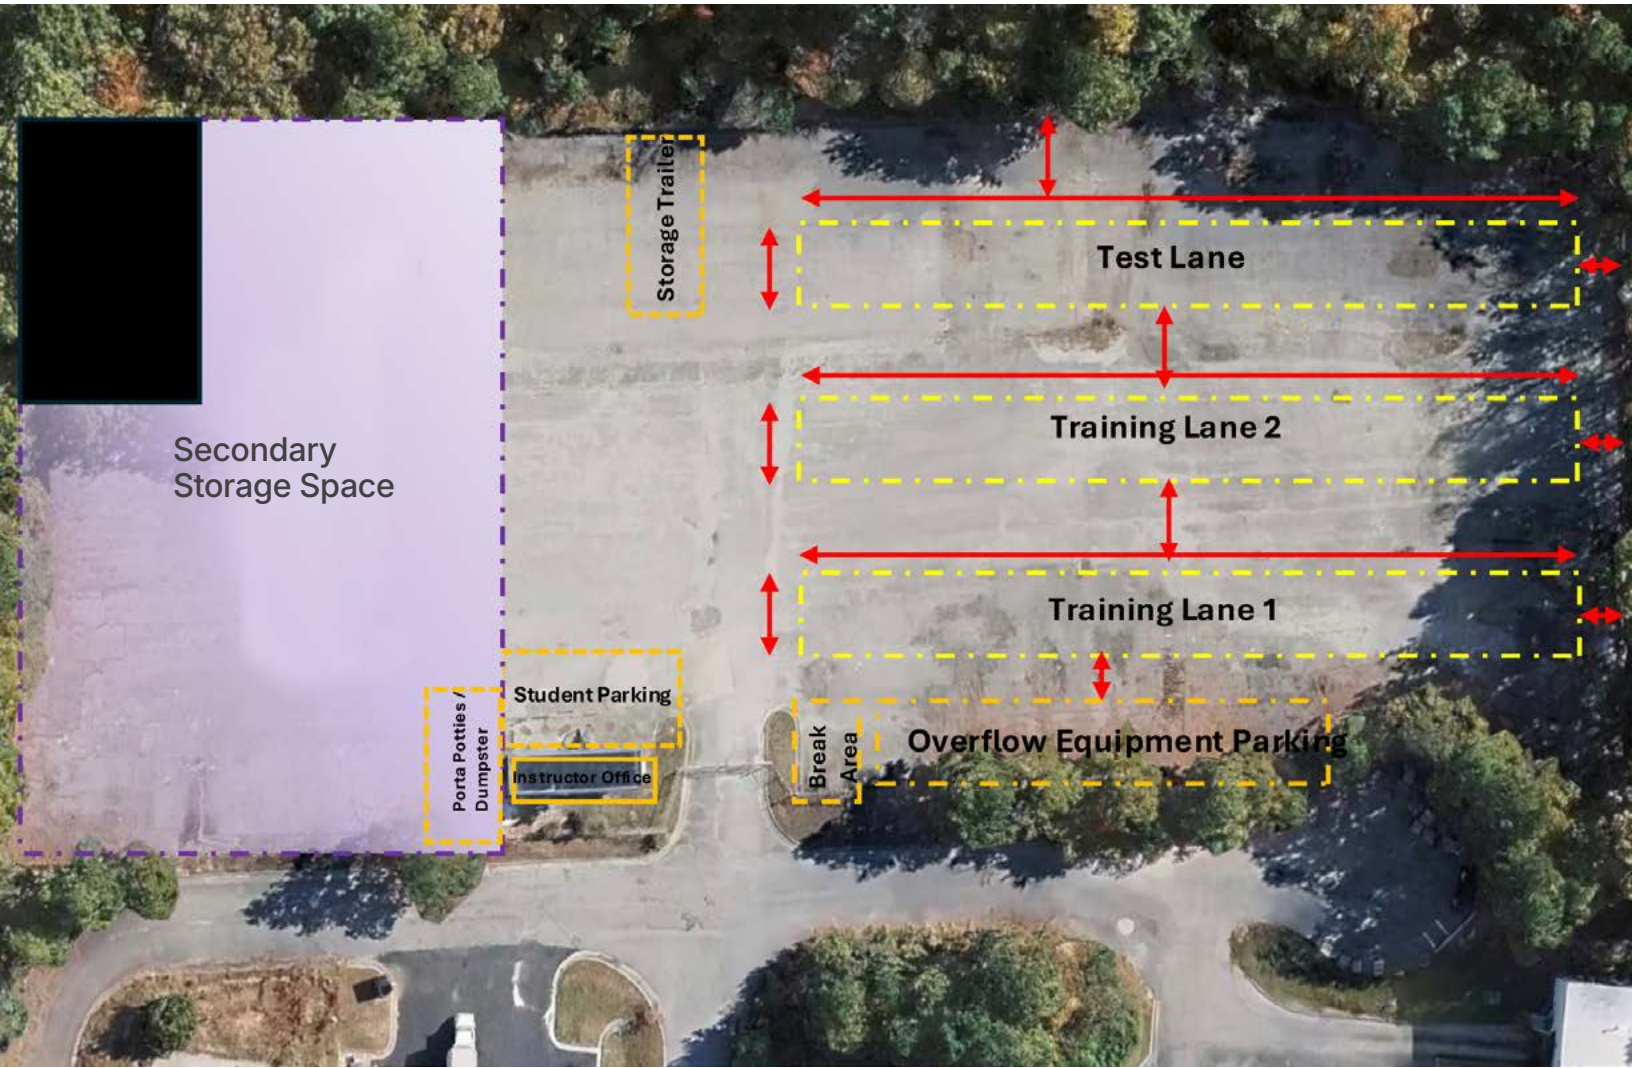 Storage Trailer
Test Lane
Training Lane 2
Secondary
Storage Space
Training Lane 1
Student Parking
Porta Potties /
Dumpster
Instructor Office
Break
Area
Overflow Equipment Parking